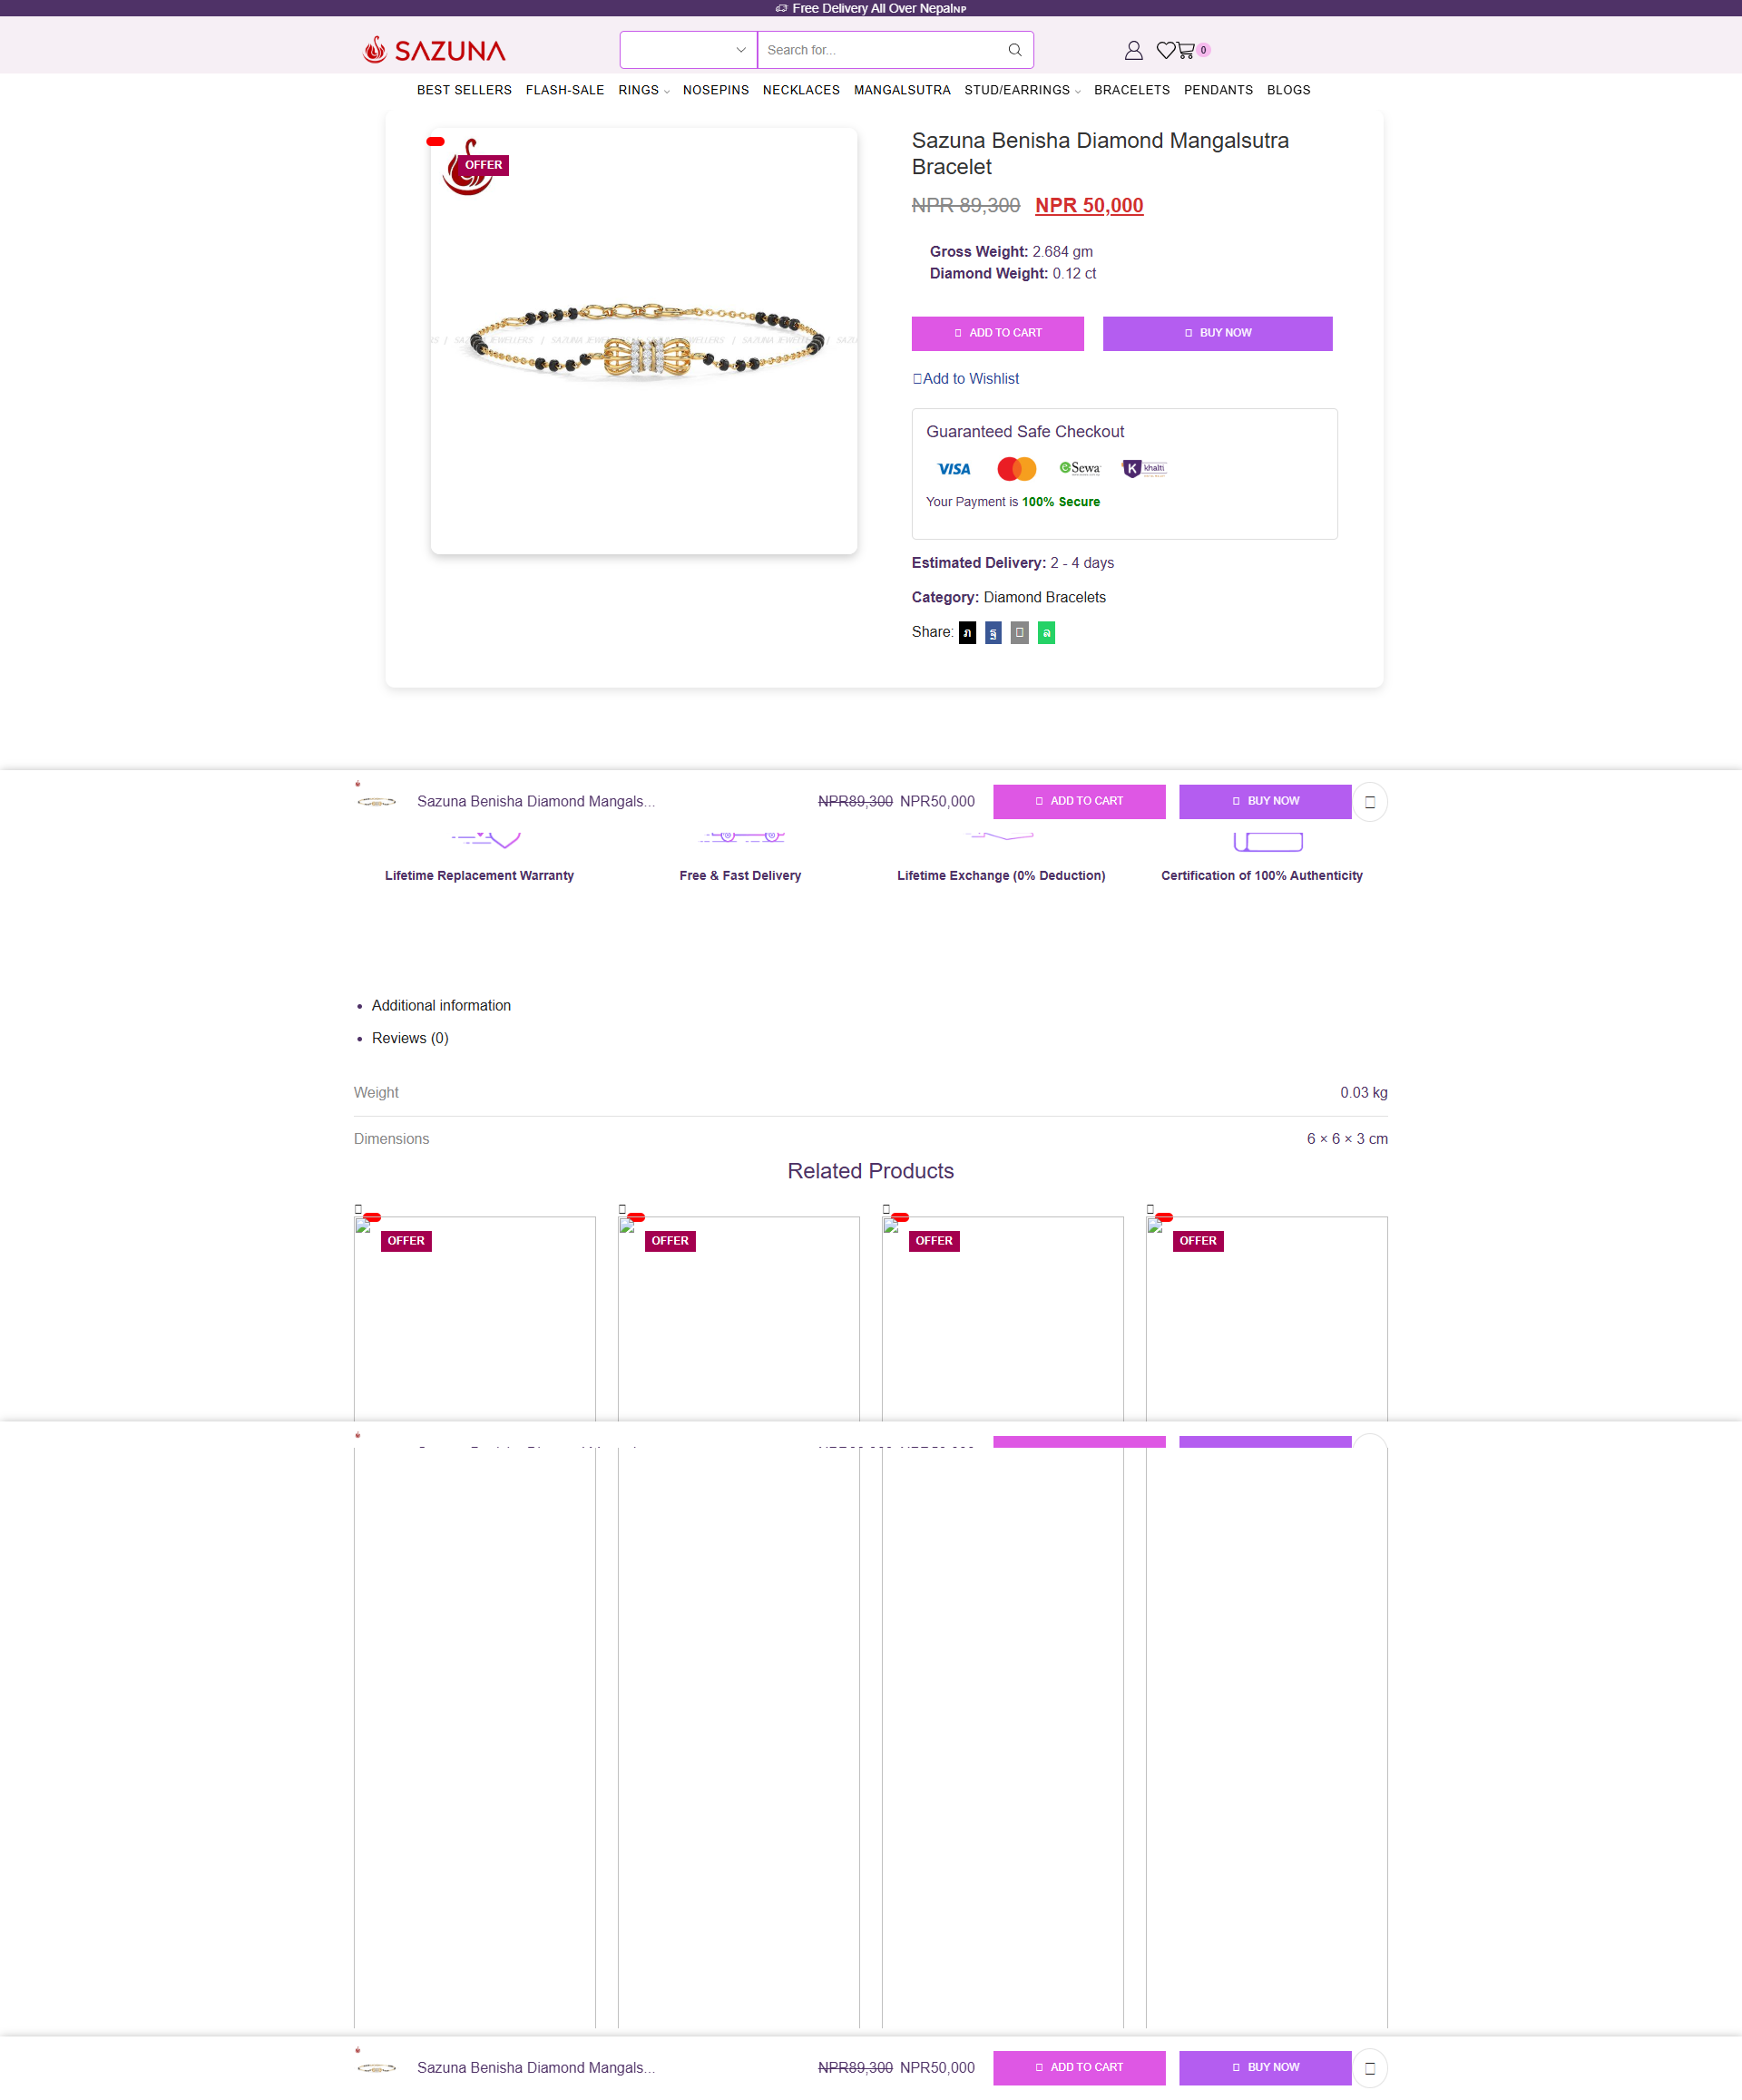 Free Delivery All Over NepalNP
SAZUNA
Search for...
0
BEST SELLERS FLASH-SALE RINGS NOSEPINS NECKLACES MANGALSUTRA STUD/EARRINGS BRACELETS PENDANTS BLOGS
OFFER
Sazuna Benisha Diamond Mangalsutra
Bracelet
NPR 89,300 NPR 50,000
Gross Weight: 2.684 gm
Diamond Weight: 0.12 ct
ADD TO CART BUY NOW
SAZUNA JEWELLERS | SAZUNA JEWELLERS
Add to Wishlist
Guaranteed Safe Checkout
VISA eSewa K khalti
Your Payment is 100% Secure
Estimated Delivery: 2 - 4 days
Category: Diamond Bracelets
Share:
Sazuna Benisha Diamond Mangals... NPR89,300 NPR50,000 ADD TO CART BUY NOW
Lifetime Replacement Warranty Free & Fast Delivery Lifetime Exchange (0% Deduction) Certification of 100% Authenticity
• Additional information
• Reviews (0)
Weight 0.03 kg
Dimensions 6 × 6 × 3 cm
Related Products
OFFER OFFER OFFER OFFER
Sazuna Benisha Diamond Mangals... NPR89,300 NPR50,000 ADD TO CART BUY NOW